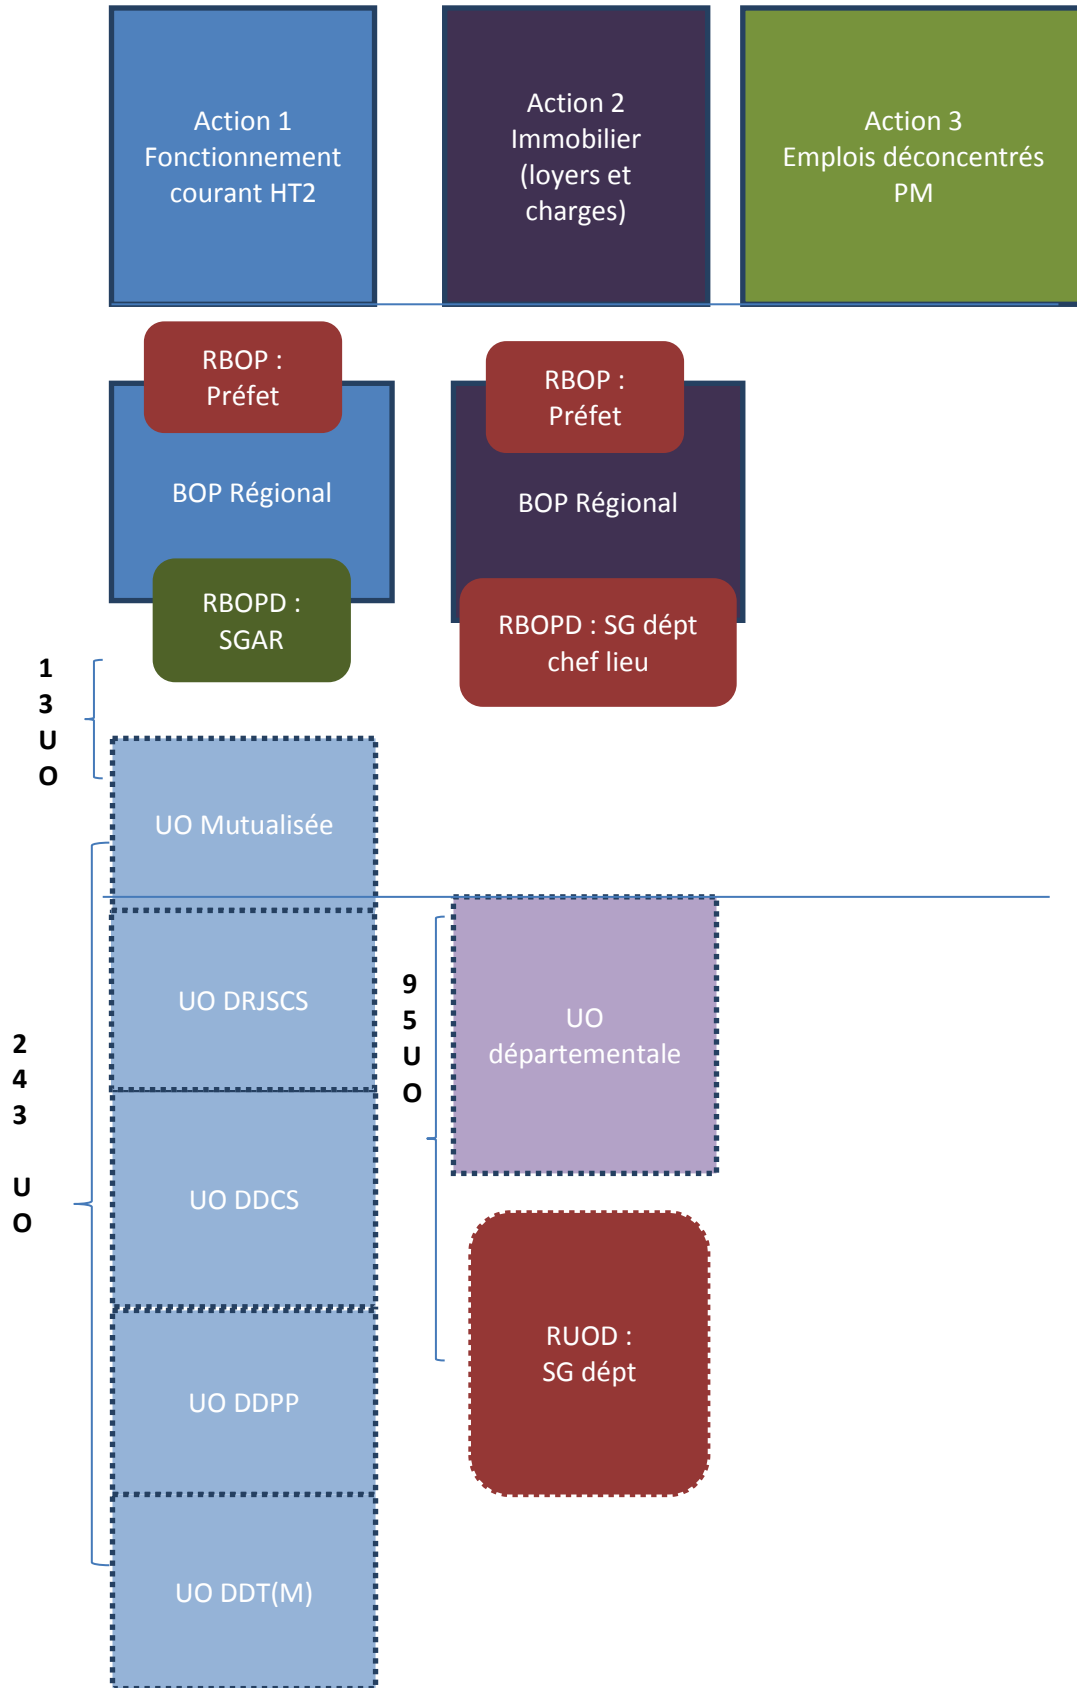 Action 1
Fonctionnement
courant HT2
Action 2
Immobilier
(loyers et
charges)
Action 3
Emplois déconcentrés
PM
RBOP :
Préfet
BOP Régional
RBOPD :
SGAR
RBOP :
Préfet
BOP Régional
RBOPD : SG dépt
chef lieu
1
3
U
O
UO Mutualisée
UO DRJSCS
UO DDCS
UO DDPP
UO DDT(M)
2
4
3
U
O
9
5
U
O
UO
départementale
RUOD :
SG dépt